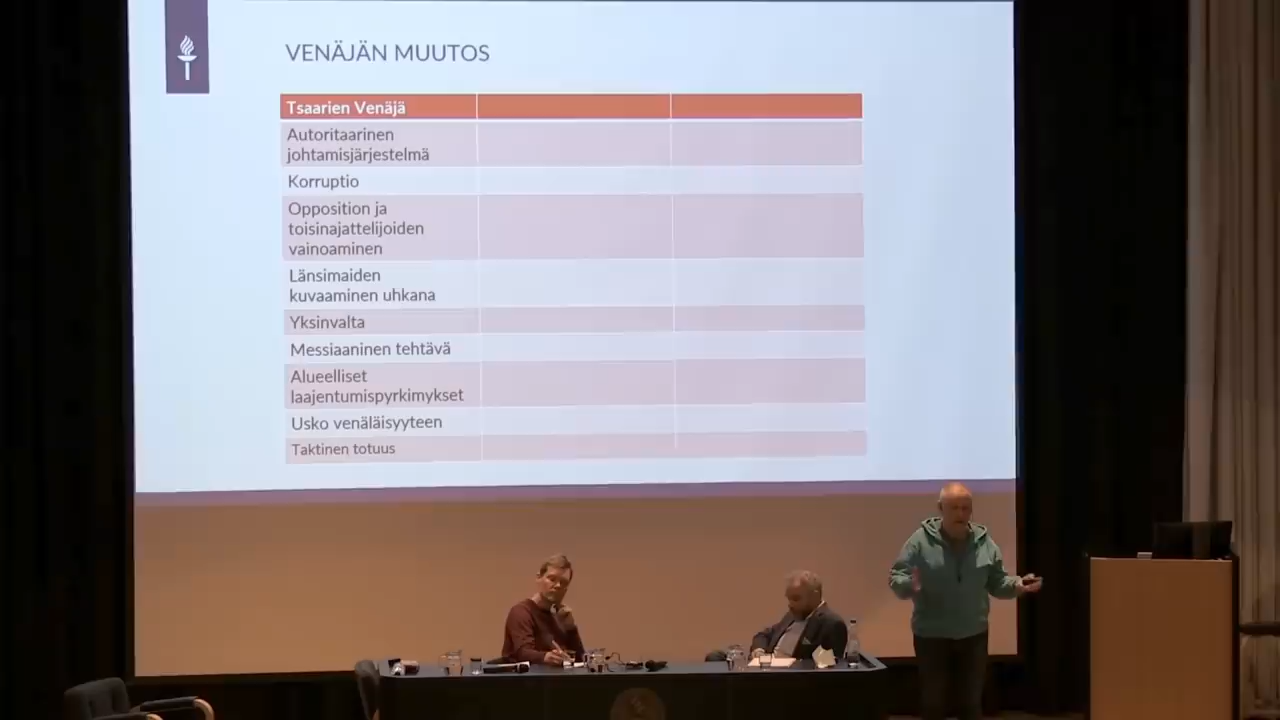 VENÄJÄN MUUTOS
Tsaarien Venäjä
Autoritaarinen
johtamisjärjestelmä
Korruptio
Opposition ja
toisinajattelijoiden
vainoaminen
Länsimaiden
kuvaaminen uhkana
Yksinvalta
Messiaaninen tehtävä
Alueelliset
laajentumispyrkimykset
Usko venäläisyyteen
Taktinen totuus